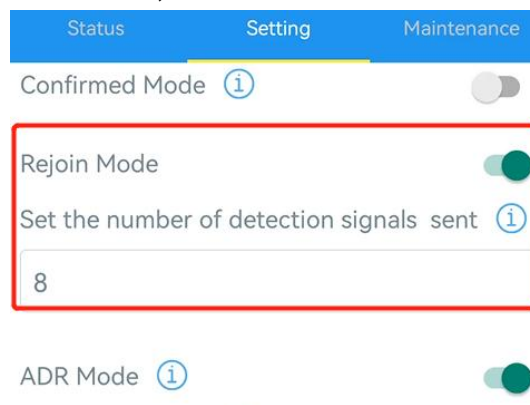 Status Setting Maintenance
Confirmed Mode
Rejoin Mode
Set the number of detection signals sent
8
ADR Mode